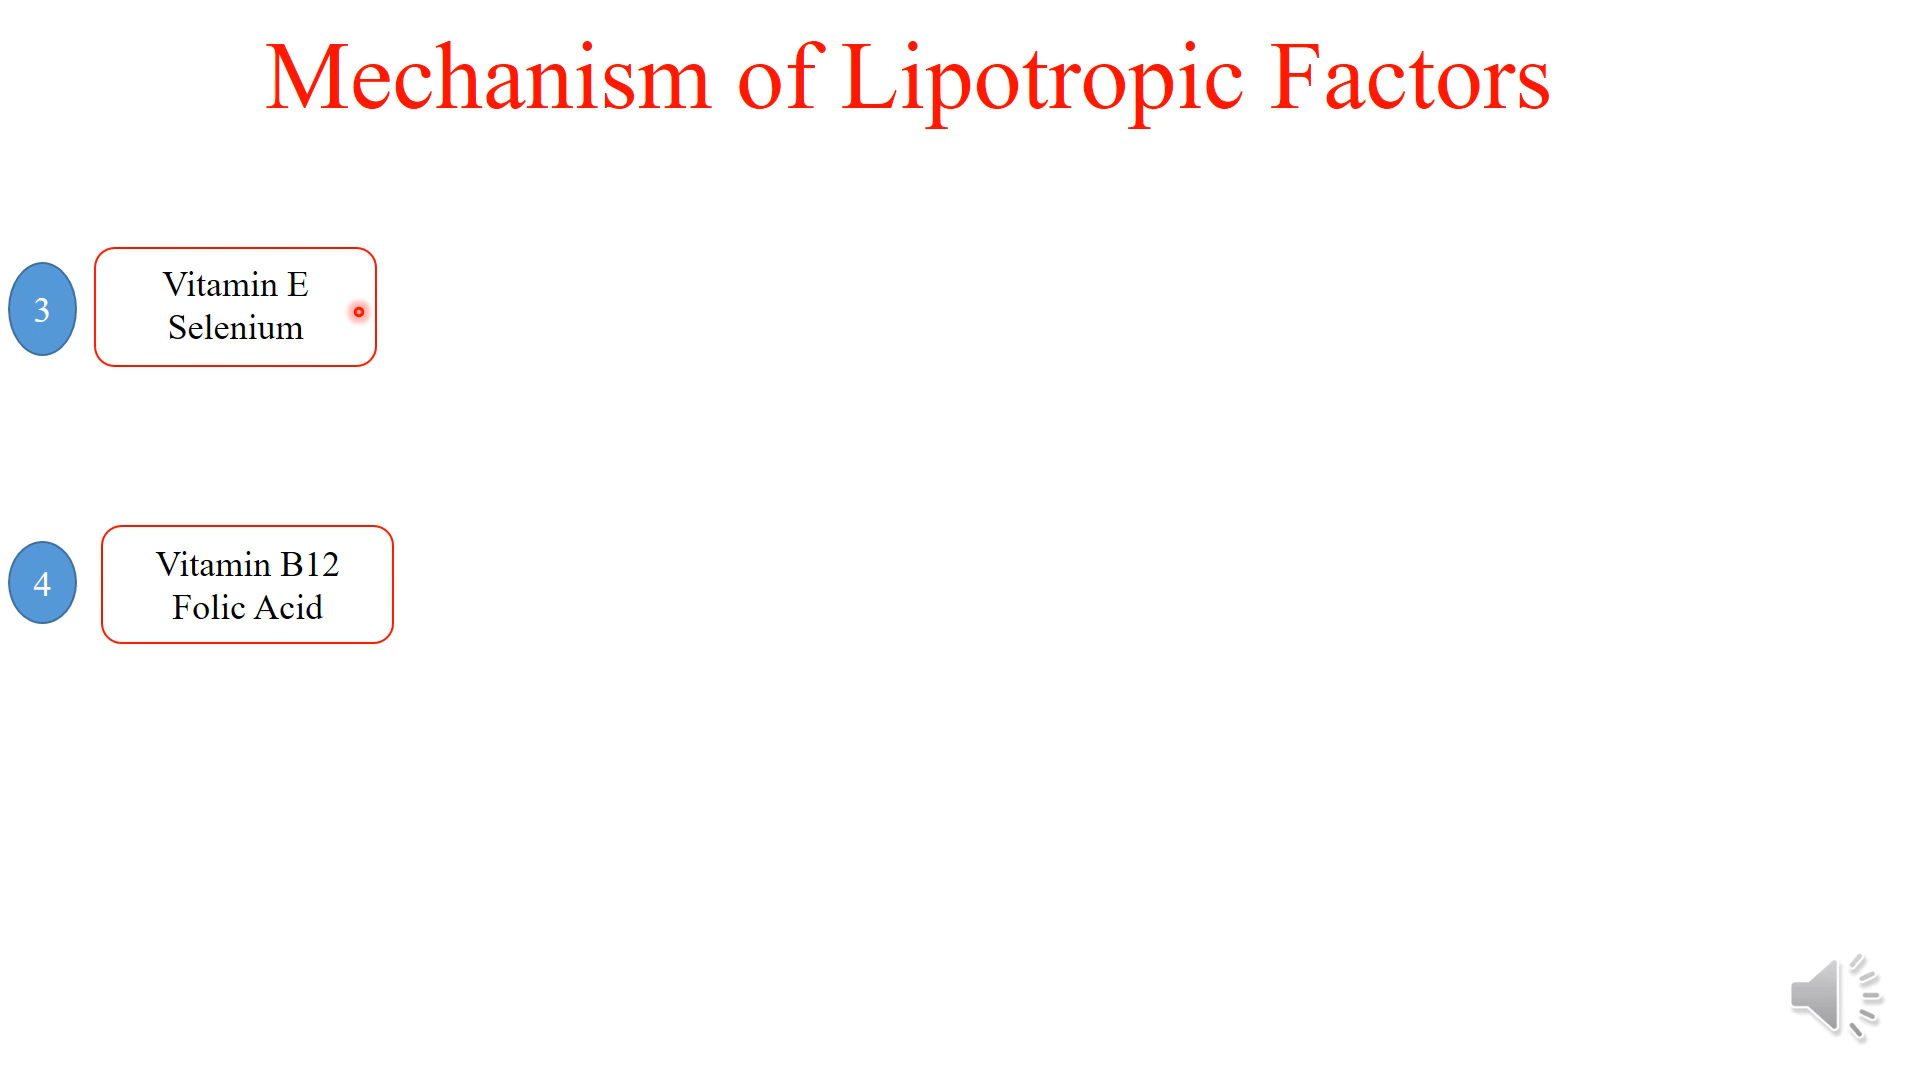 Mechanism of Lipotropic Factors
3
Vitamin E
Selenium
4
Vitamin B12
Folic Acid